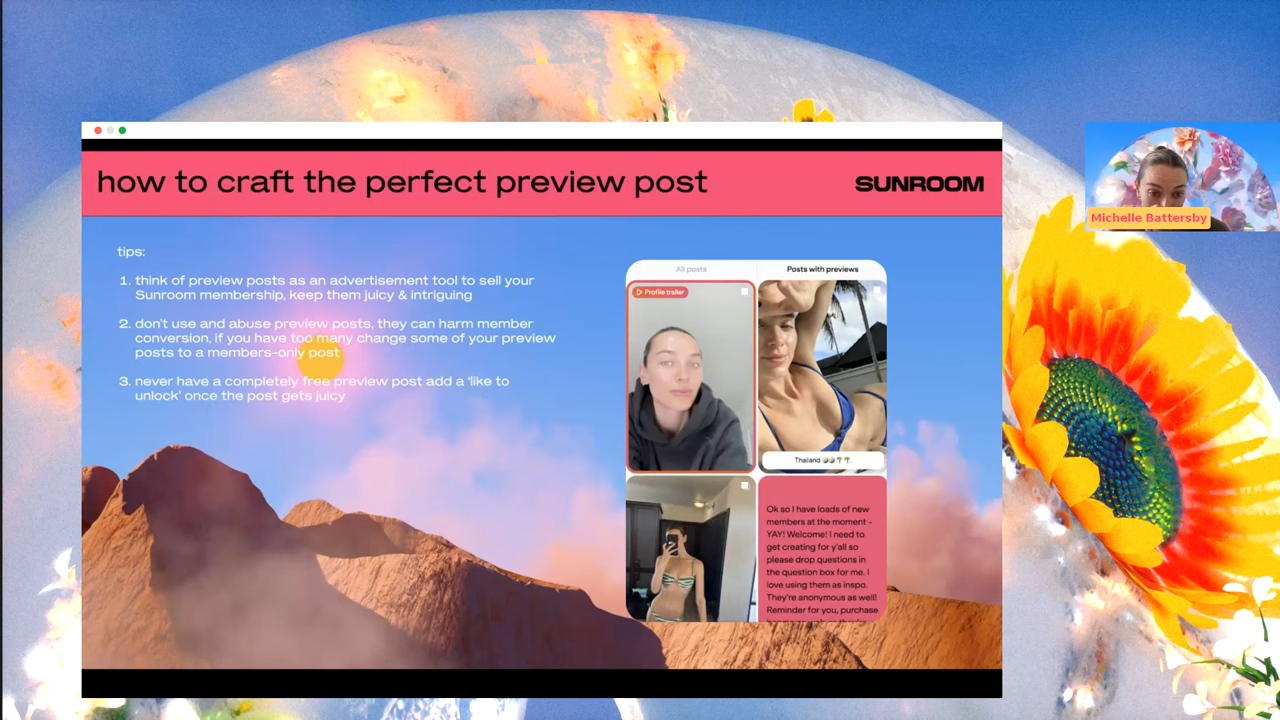 how to craft the perfect preview post
SUNROOM
Michelle Battersby
tips:
1. think of preview posts as an advertisement tool to sell your
Sunroom membership, keep them juicy & intriguing
2. don't use and abuse preview posts, they can harm member
conversion, if you have too many change some of your preview
posts to a members-only post
3. never have a completely free preview post add a 'like to
unlock' once the post gets juicy
All posts
Posts with previews
Profile trailer
Thailand
Ok so I have loads of new
members at the moment -
YAY! Welcome! I need to
get creating for y'all so
please drop questions in
the question box for me. I
love using them as inspo.
They're anonymous as well!
Reminder for you, purchase